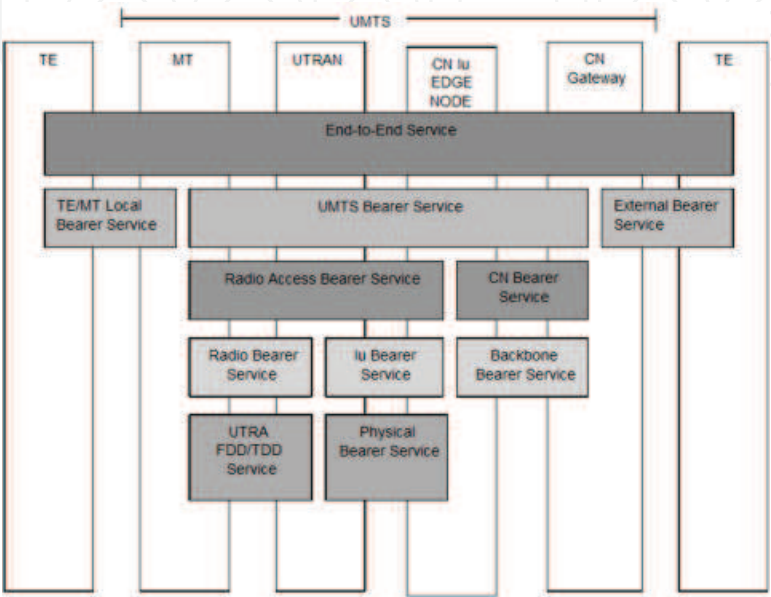 UMTS
TE
MT
UTRAN
CN Iu
EDGE
NODE
CN
Gateway
TE
End-to-End Service
TE/MT Local
Bearer Service
UMTS Bearer Service
External Bearer
Service
Radio Access Bearer Service
CN Bearer
Service
Radio Bearer
Service
Iu Bearer
Service
Backbone
Bearer Service
UTRA
FDD/TDD
Service
Physical
Bearer Service